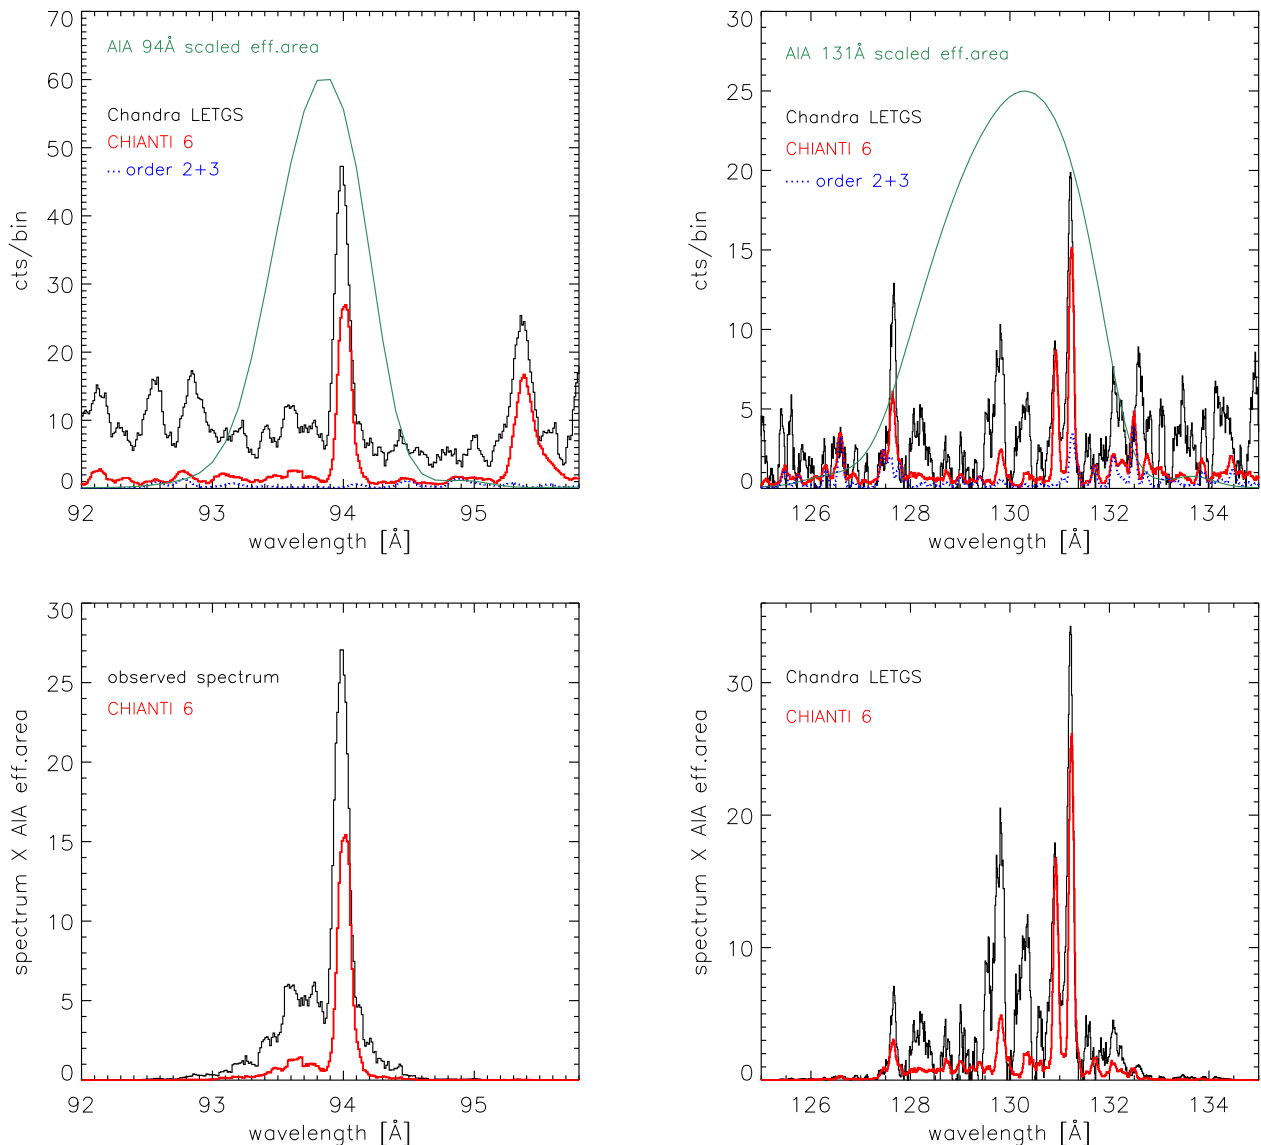 70
60
50
40
30
20
10
0
AIA 94Å scaled eff.area
Chandra LETGS
CHIANTI 6
··· order 2+3
cts/bin
92 93 94 95
wavelength [Å]
30
25
20
15
10
5
0
AIA 131Å scaled eff.area
Chandra LETGS
CHIANTI 6
····· order 2+3
cts/bin
126 128 130 132 134
wavelength [Å]
30
25
20
15
10
5
0
observed spectrum
CHIANTI 6
spectrum X AIA eff.area
92 93 94 95
wavelength [Å]
30
20
10
0
Chandra LETGS
CHIANTI 6
spectrum X AIA eff.area
126 128 130 132 134
wavelength [Å]